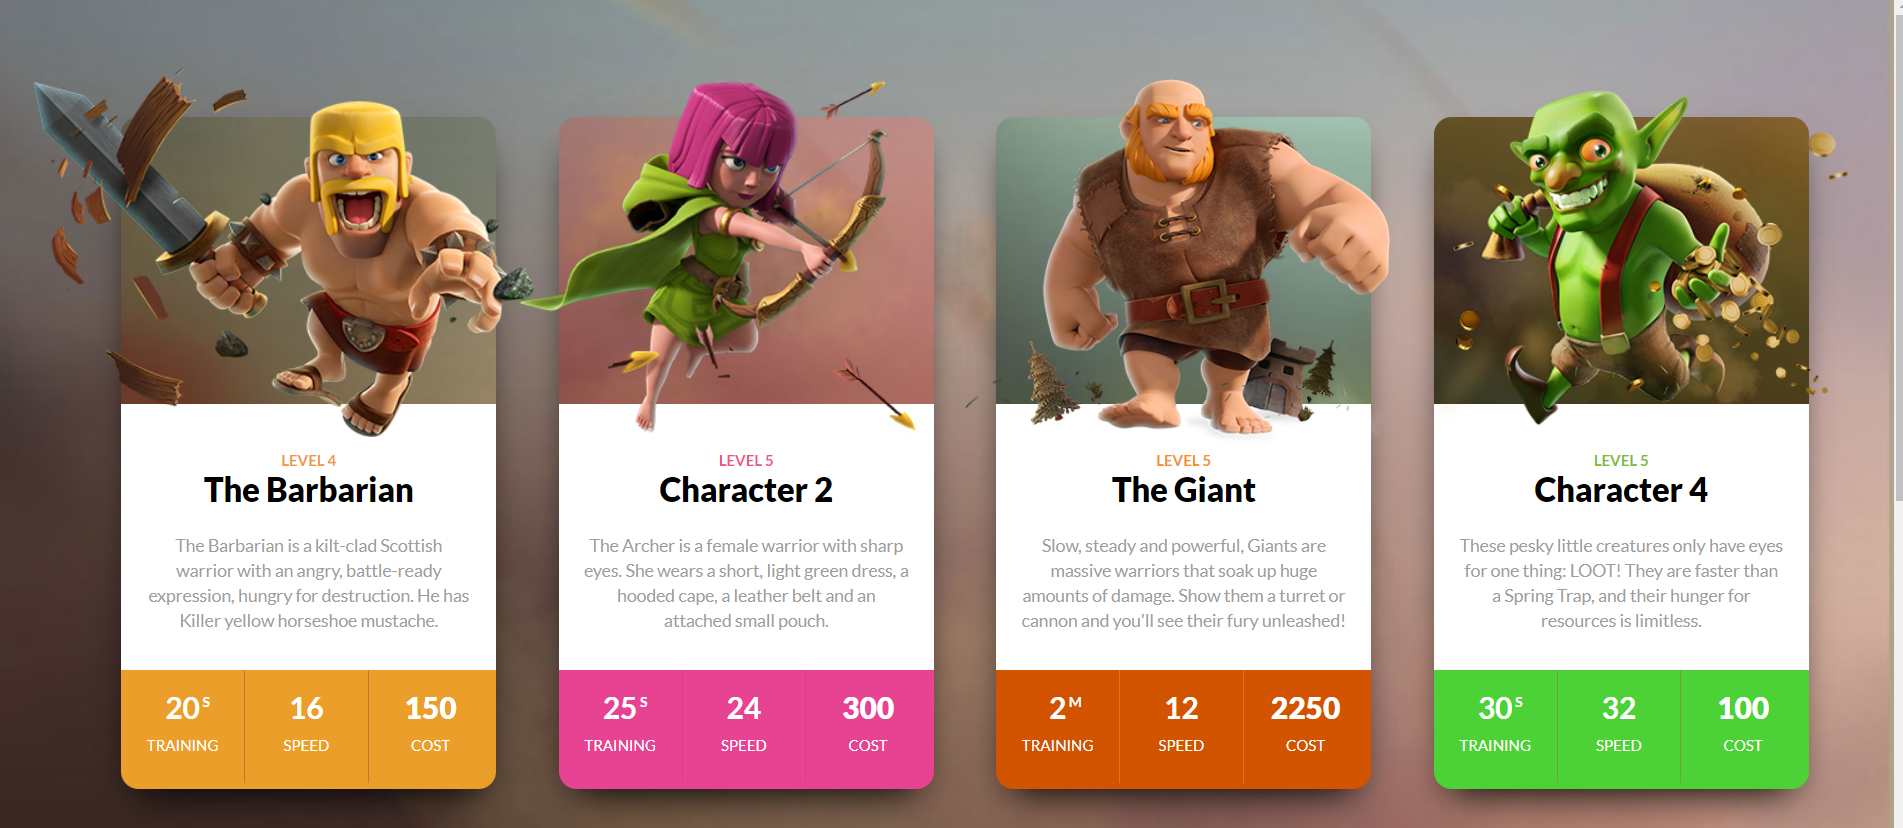 LEVEL 4
The Barbarian
The Barbarian is a kilt-clad Scottish
warrior with an angry, battle-ready
expression, hungry for destruction. He has
Killer yellow horseshoe mustache.
20 S
TRAINING
16
SPEED
150
COST
LEVEL 5
Character 2
The Archer is a female warrior with sharp
eyes. She wears a short, light green dress, a
hooded cape, a leather belt and an
attached small pouch.
25 S
TRAINING
24
SPEED
300
COST
LEVEL 5
The Giant
Slow, steady and powerful, Giants are
massive warriors that soak up huge
amounts of damage. Show them a turret or
cannon and you'll see their fury unleashed!
2 M
TRAINING
12
SPEED
2250
COST
LEVEL 5
Character 4
These pesky little creatures only have eyes
for one thing: LOOT! They are faster than
a Spring Trap, and their hunger for
resources is limitless.
30 S
TRAINING
32
SPEED
100
COST